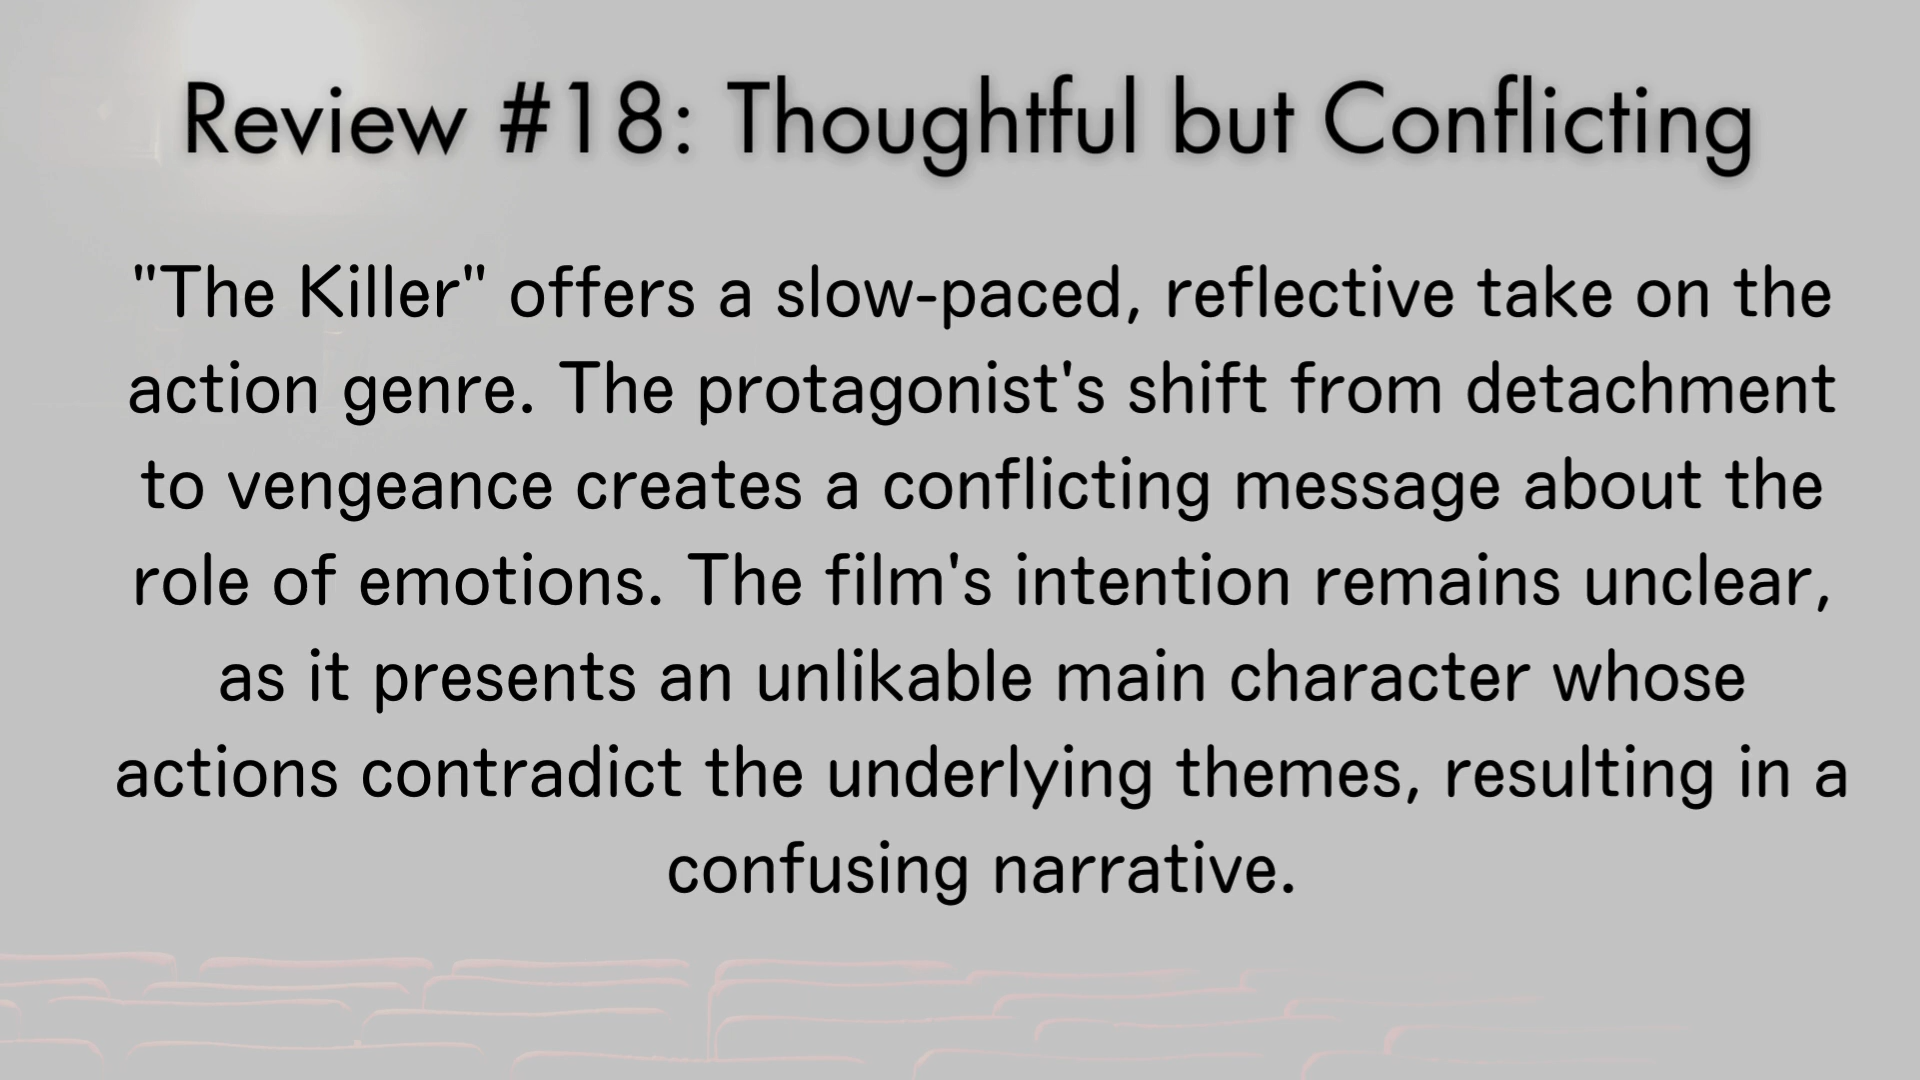 Review #18: Thoughtful but Conflicting
"The Killer" offers a slow-paced, reflective take on the
action genre. The protagonist's shift from detachment
to vengeance creates a conflicting message about the
role of emotions. The film's intention remains unclear,
as it presents an unlikable main character whose
actions contradict the underlying themes, resulting in a
confusing narrative.